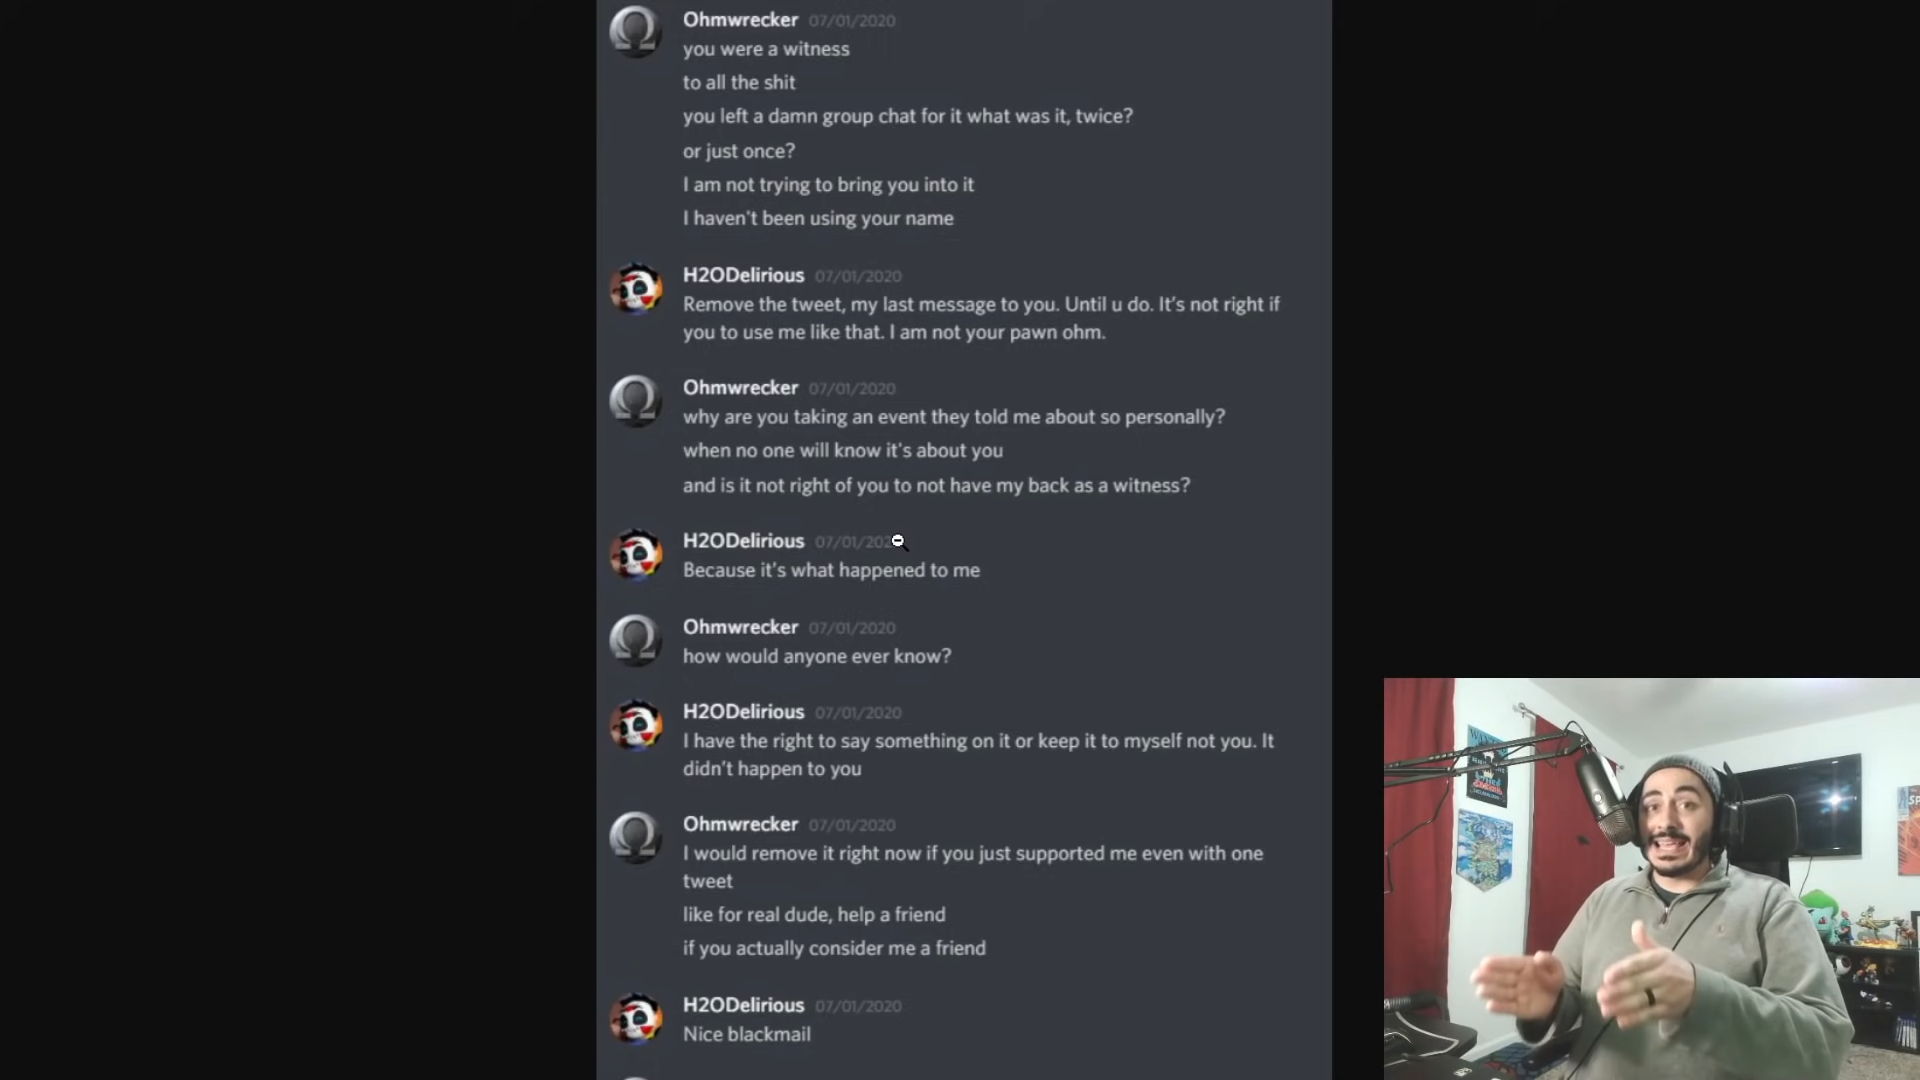 Ohmwrecker 07/01/2020
you were a witness
to all the shit
you left a damn group chat for it what was it, twice?
or just once?
I am not trying to bring you into it
I haven't been using your name
H2ODelirious 07/01/2020
Remove the tweet, my last message to you. Until u do. It's not right if
you to use me like that. I am not your pawn ohm.
Ohmwrecker 07/01/2020
why are you taking an event they told me about so personally?
when no one will know it's about you
and is it not right of you to not have my back as a witness?
H2ODelirious 07/01/202
Because it's what happened to me
Ohmwrecker 07/01/2020
how would anyone ever know?
H2ODelirious 07/01/2020
I have the right to say something on it or keep it to myself not you. It
didn't happen to you
Ohmwrecker 07/01/2020
I would remove it right now if you just supported me even with one
tweet
like for real dude, help a friend
if you actually consider me a friend
H2ODelirious 07/01/2020
Nice blackmail